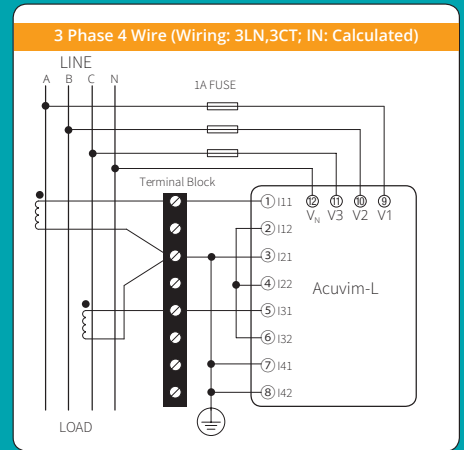 3 Phase 4 Wire (Wiring: 3LN,3CT; IN: Calculated)
LINE
A B C N
1A FUSE
Terminal Block
12 11 10 9
VN V3 V2 V1
1 I11
2 I12
3 I21
4 I22
Acuvim-L
5 I31
6 I32
7 I41
8 I42
LOAD